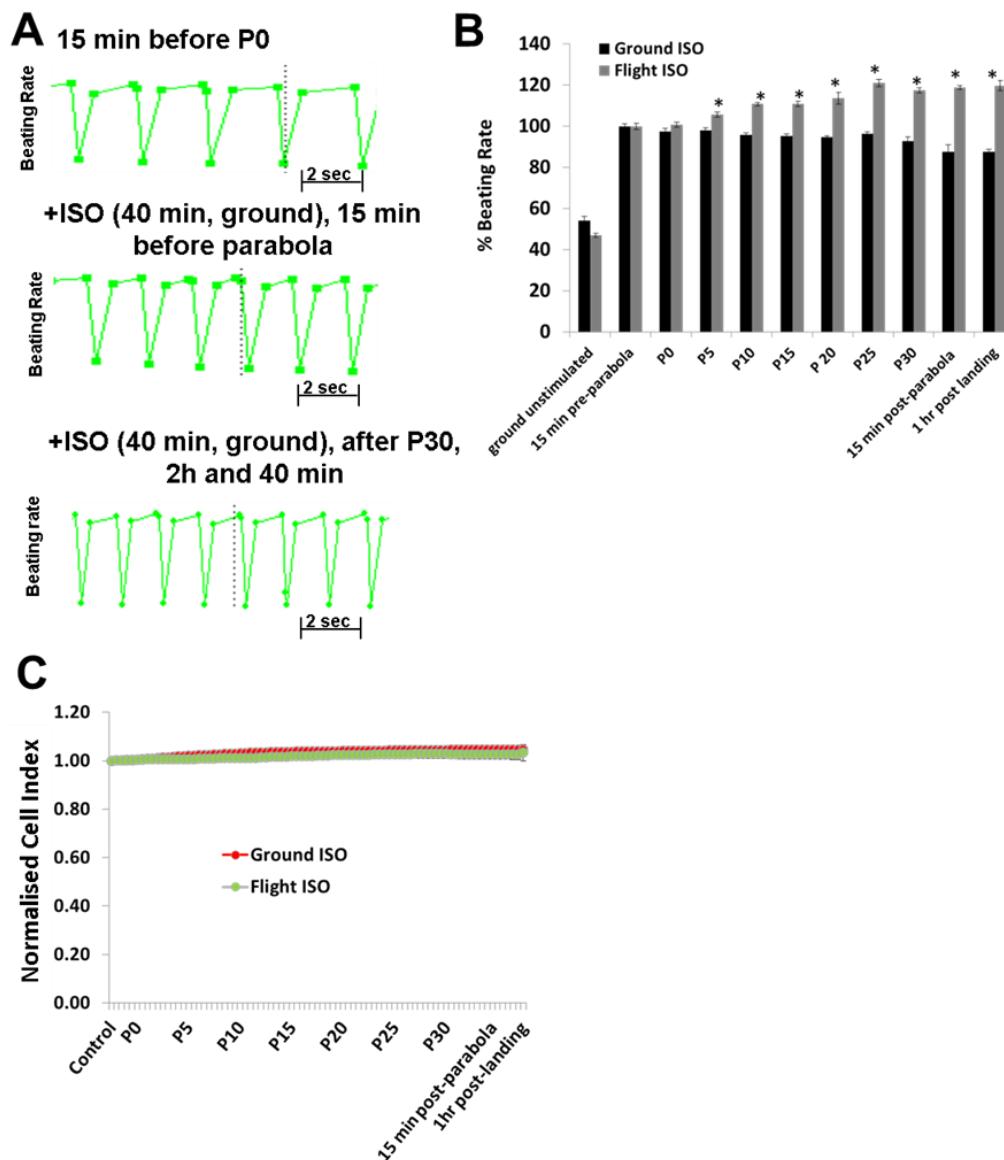 A
15 min before P0
Beating Rate
2 sec
+ISO (40 min, ground), 15 min
before parabola
Beating Rate
2 sec
+ISO (40 min, ground), after P30,
2h and 40 min
Beating rate
2 sec
B
% Beating Rate
140
120
100
80
60
40
20
0
Ground ISO
Flight ISO
* * * * * * * *
ground unstimulated
15 min pre-parabola
P0
P5
P10
P15
P 20
P25
P30
15 min post-parabola
1 hr post landing
C
Normalised Cell Index
1.20
1.00
0.80
0.60
0.40
0.20
0.00
Ground ISO
Flight ISO
Control
P0
P5
P10
P15
P20
P25
P30
15 min post-parabola
1hr post-landing